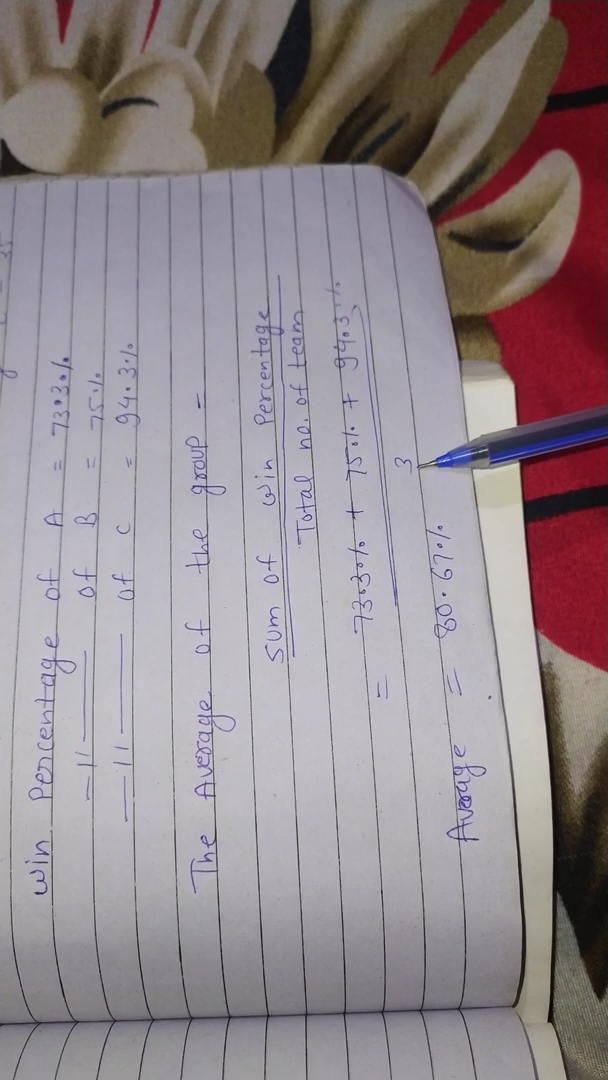 Win Percentage of A = 73.3%
—11— of B = 75%
—11— of C = 94.3%
The Average of the group -
sum of Win Percentage
Total no. of team
= 73.3% + 75% + 94.3%
3
Average = 80.67%